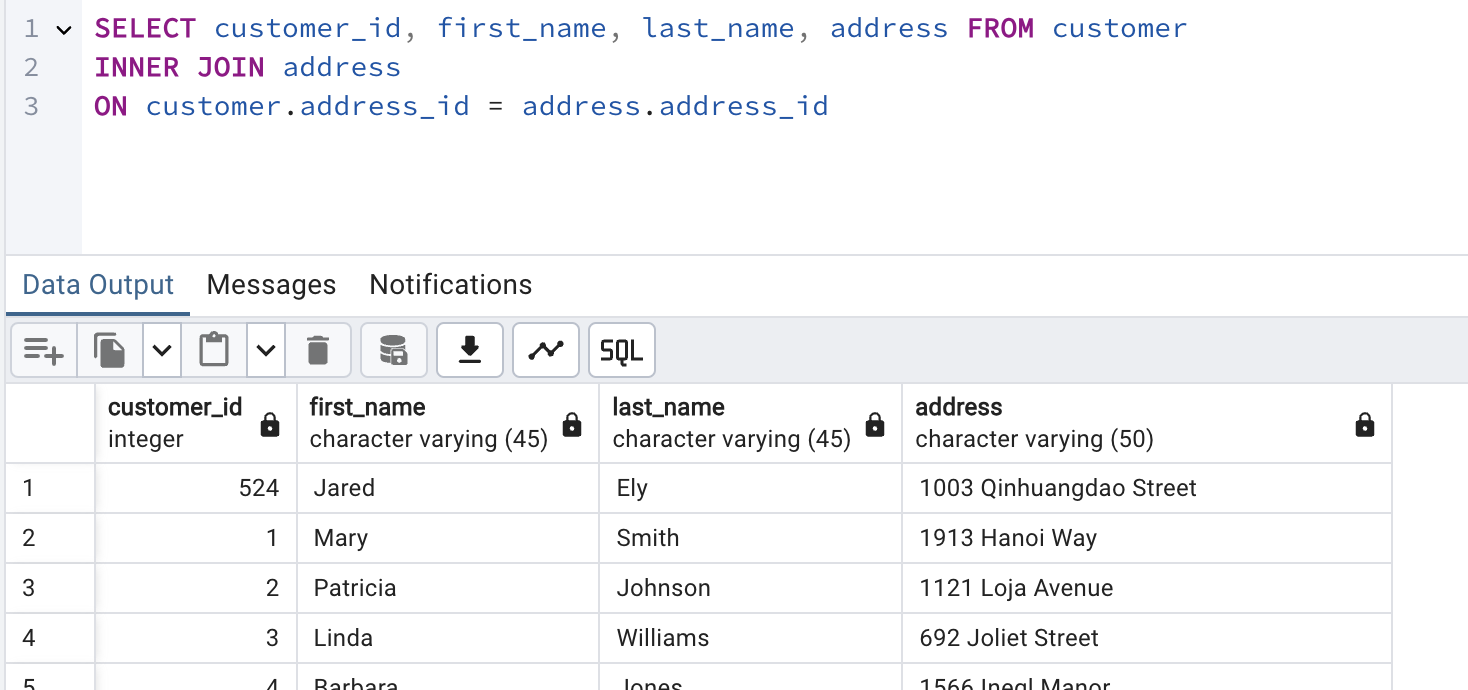 1 SELECT customer_id, first_name, last_name, address FROM customer
2 INNER JOIN address
3 ON customer.address_id = address.address_id
Data Output Messages Notifications
SQL
customer_id first_name last_name address
integer character varying (45) character varying (45) character varying (50)
1 524 Jared Ely 1003 Qinhuangdao Street
2 1 Mary Smith 1913 Hanoi Way
3 2 Patricia Johnson 1121 Loja Avenue
4 3 Linda Williams 692 Joliet Street
5 4 Barbara Jones 1566 Inegl Manor